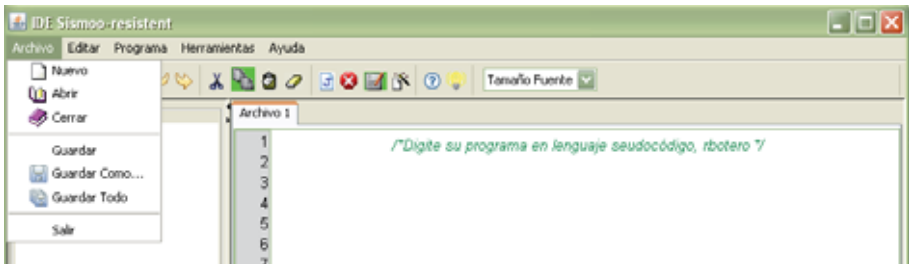 IDE Sismoo-resistent
Archivo Editar Programa Herramientas Ayuda
Nuevo
Abrir
Cerrar
Guardar
Guardar Como...
Guardar Todo
Salir
Tamaño Fuente
Archivo 1
1 /*Digite su programa en lenguaje seudocódigo, rbotero */
2
3
4
5
6
7